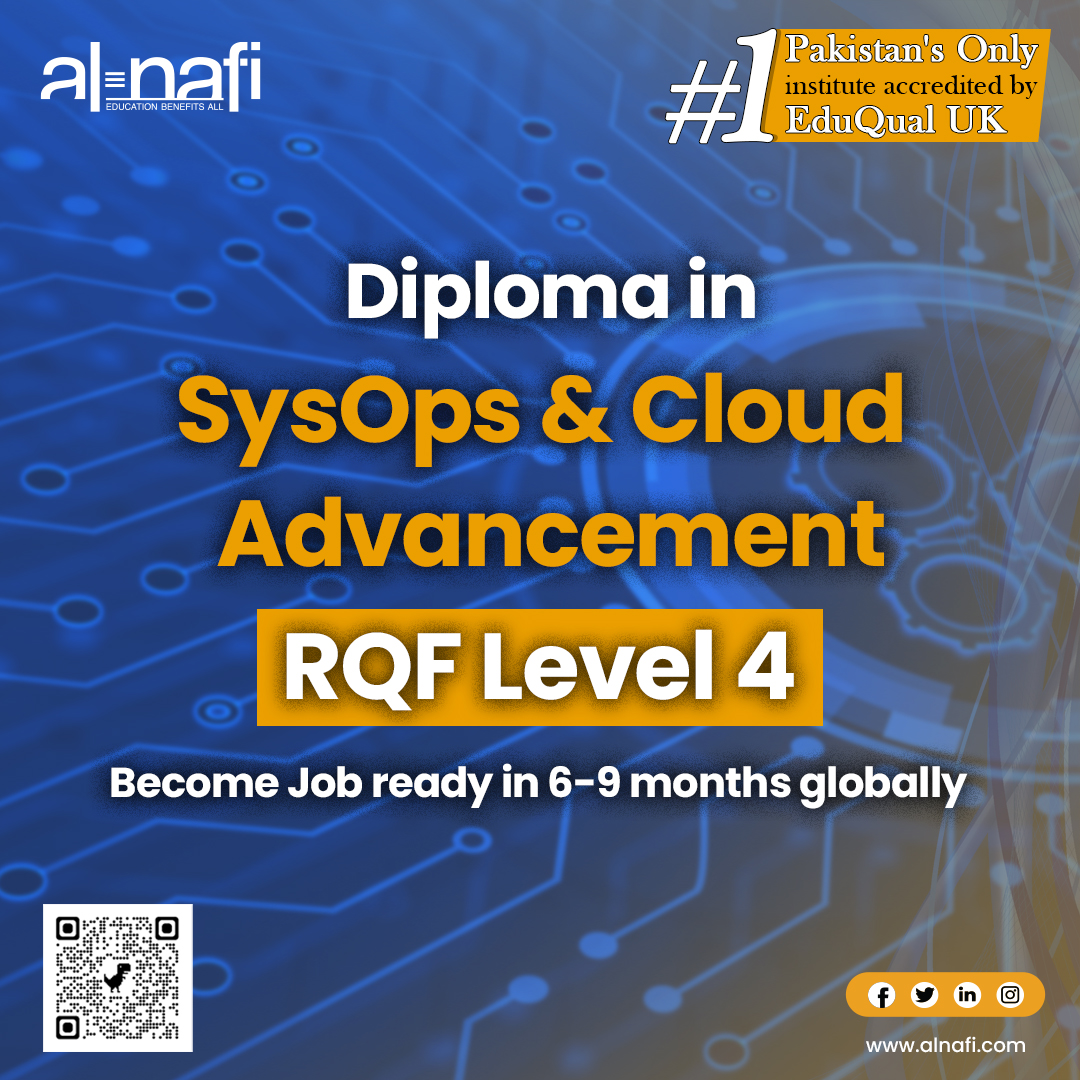 al-nafi
EDUCATION BENEFITS ALL
#1
Pakistan's Only
institute accredited by
EduQual UK
Diploma in
SysOps & Cloud
Advancement
RQF Level 4
Become Job ready in 6-9 months globally
www.alnafi.com